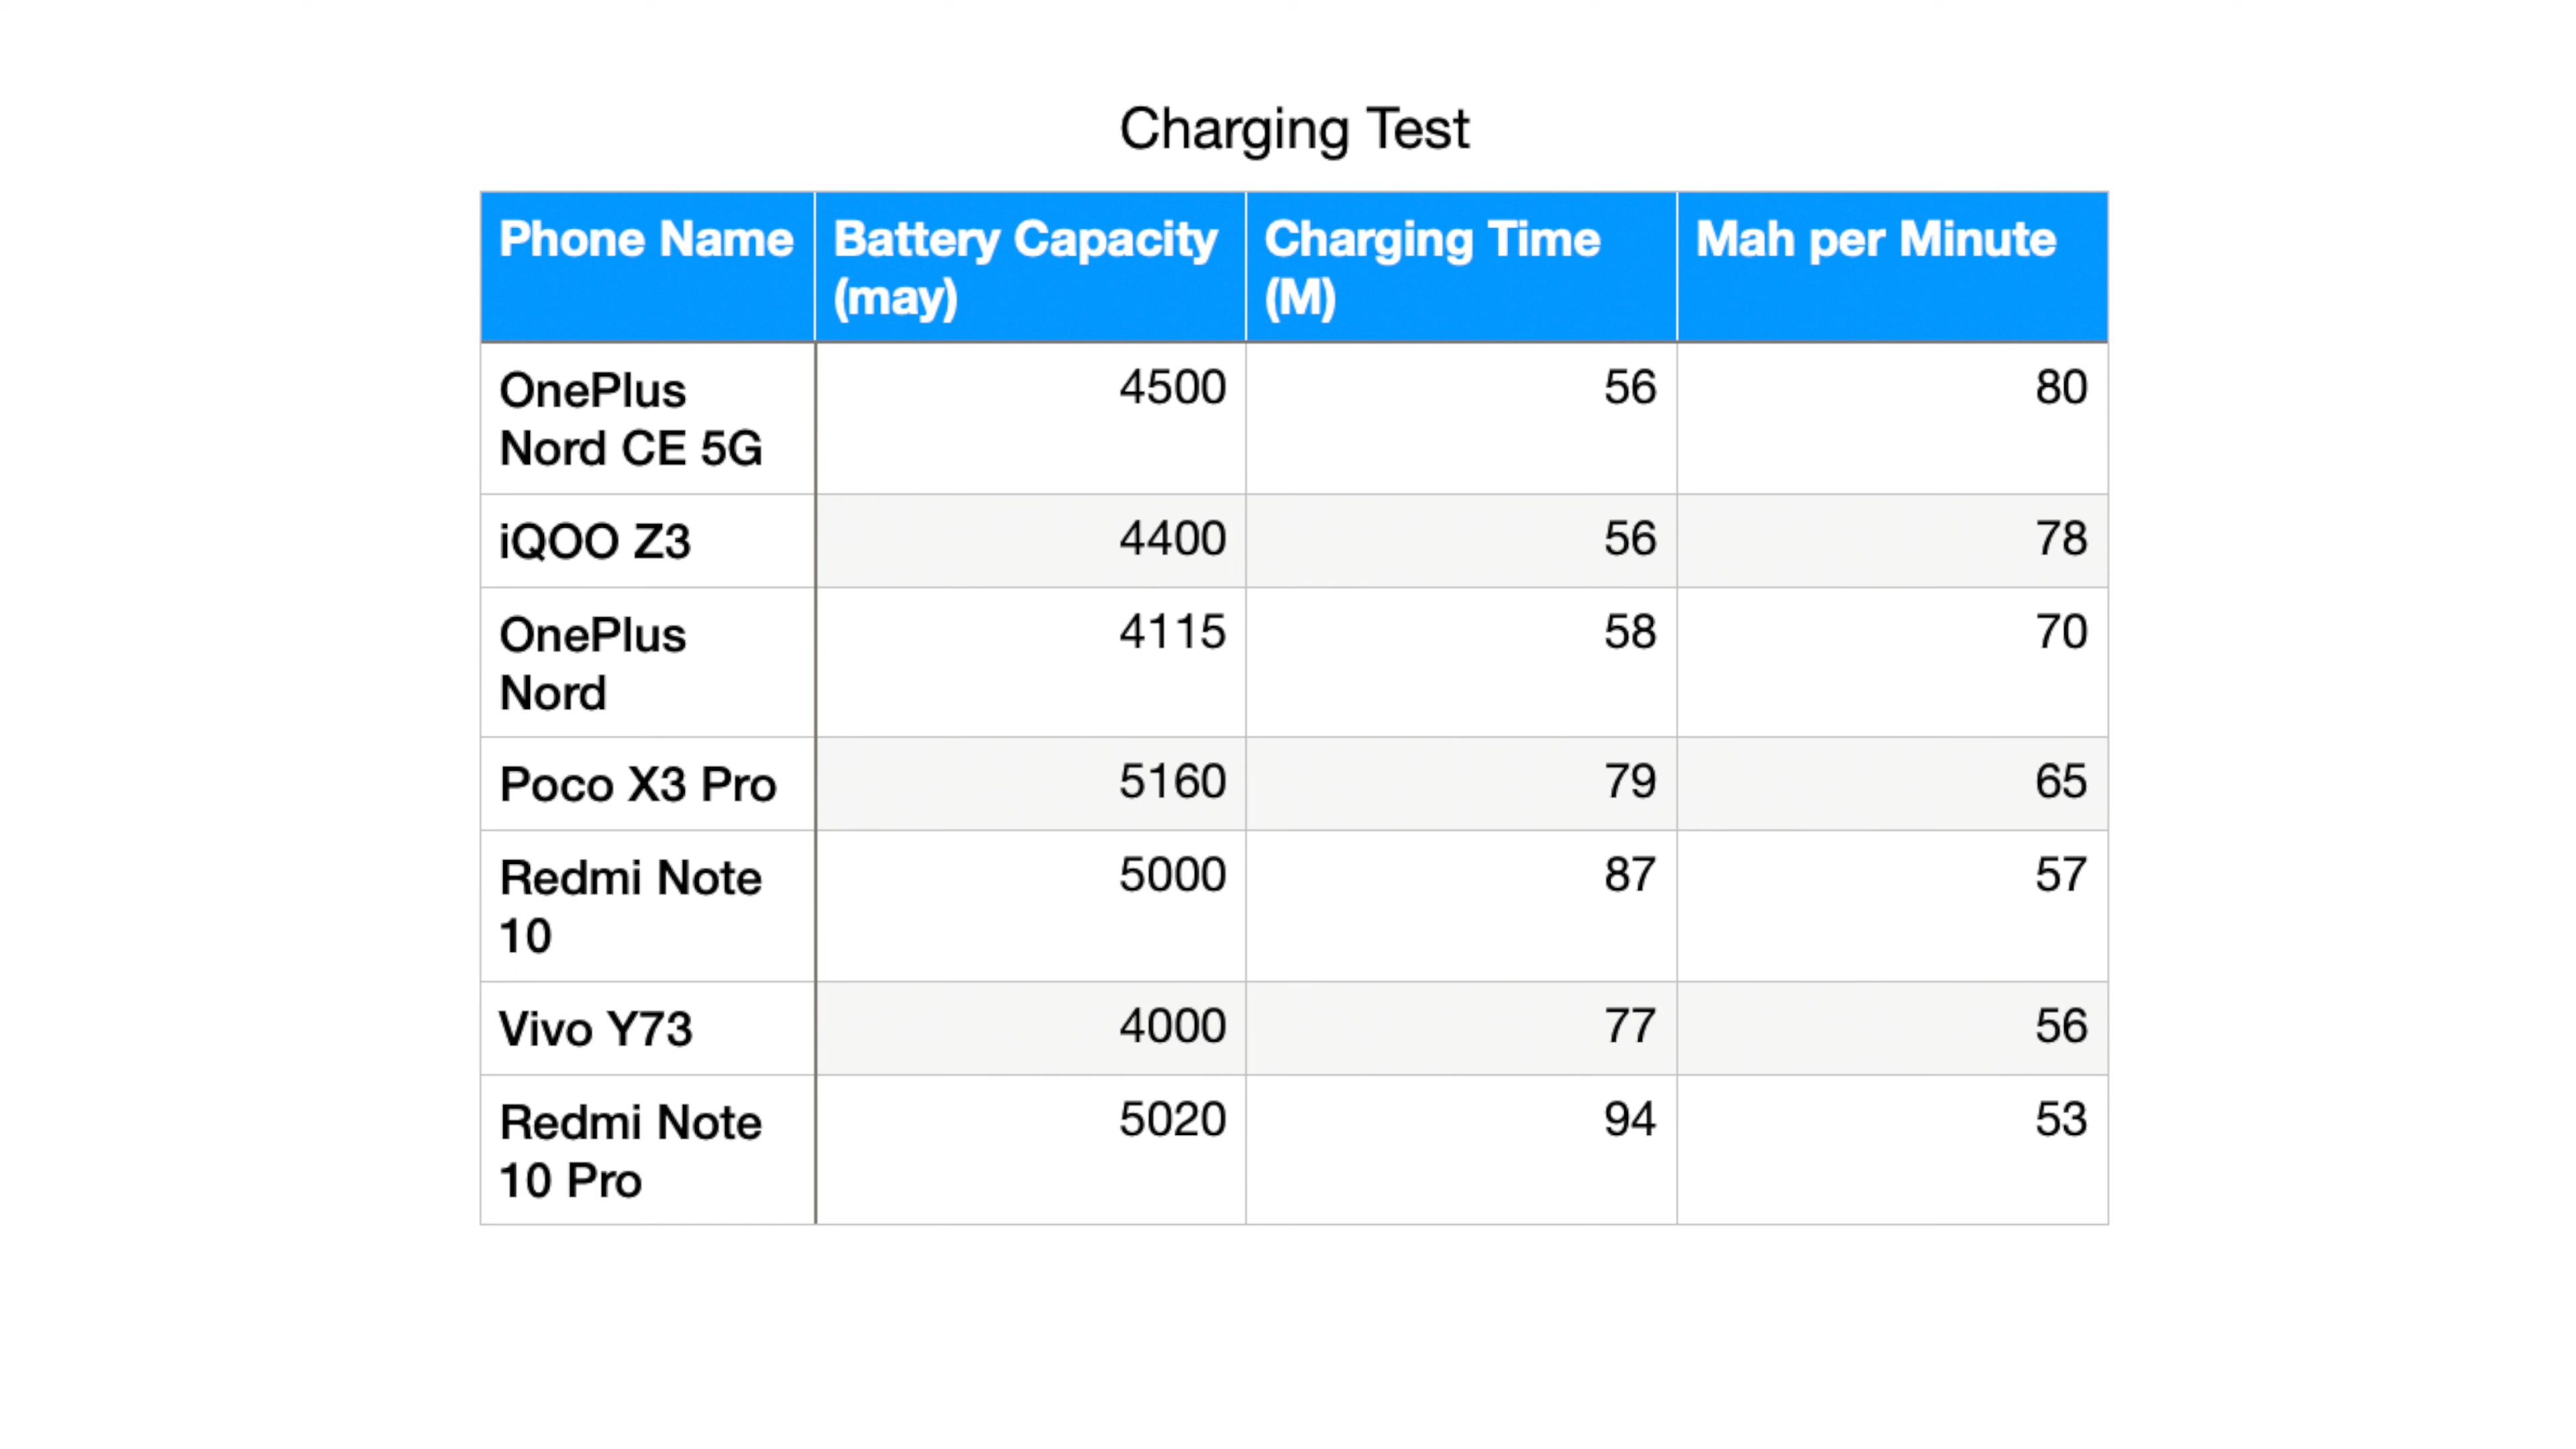 Charging Test
Phone Name Battery Capacity Charging Time Mah per Minute
(may) (M)
OnePlus 4500 56 80
Nord CE 5G
iQOO Z3 4400 56 78
OnePlus 4115 58 70
Nord
Poco X3 Pro 5160 79 65
Redmi Note 5000 87 57
10
Vivo Y73 4000 77 56
Redmi Note 5020 94 53
10 Pro